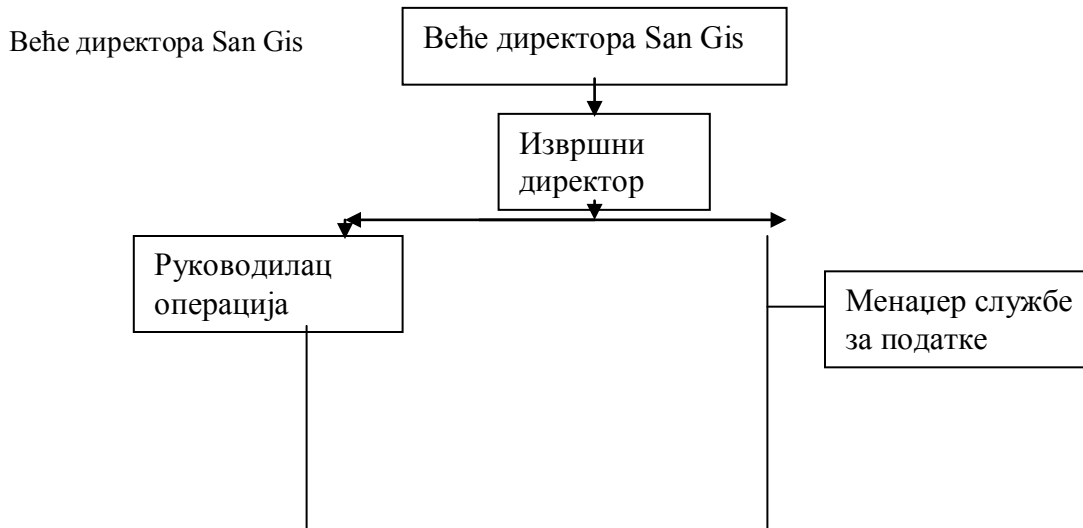 Веће директора San Gis
Веће директора San Gis
Извршни
директор
Руководилац
операција
Менаџер службе
за податке